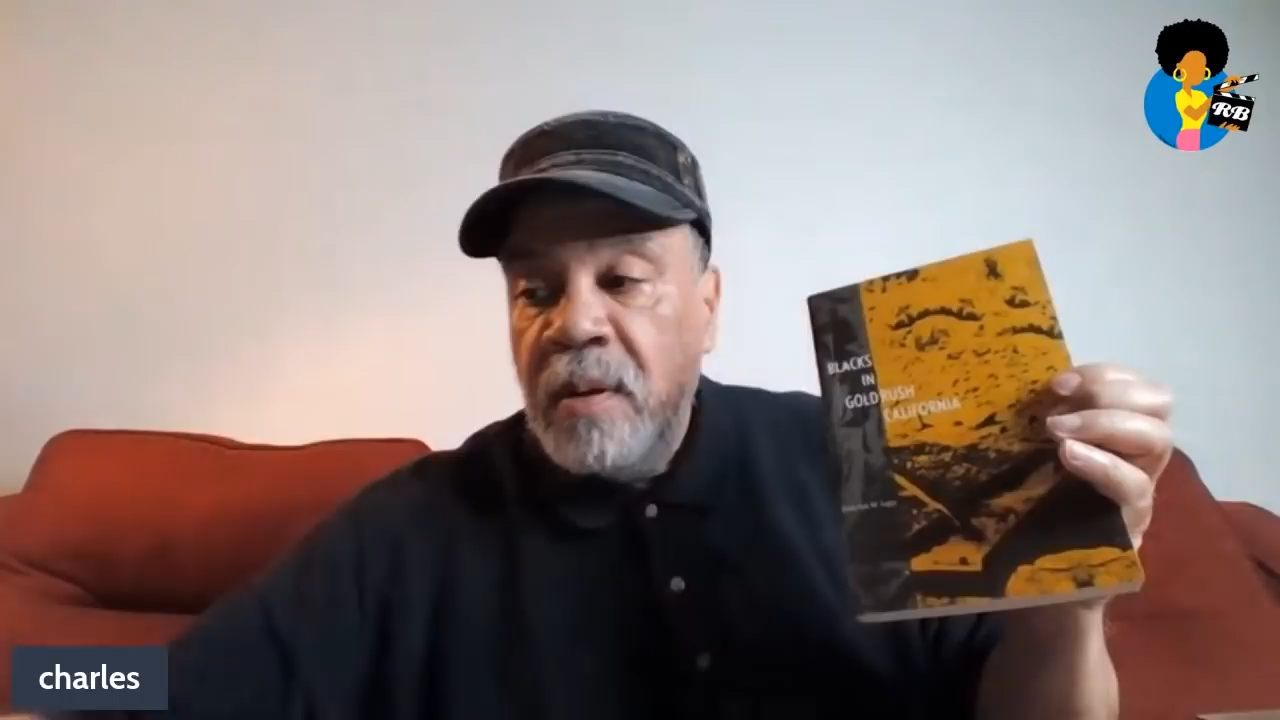 RB
BLACKS
IN
GOLD RUSH
CALIFORNIA
charles